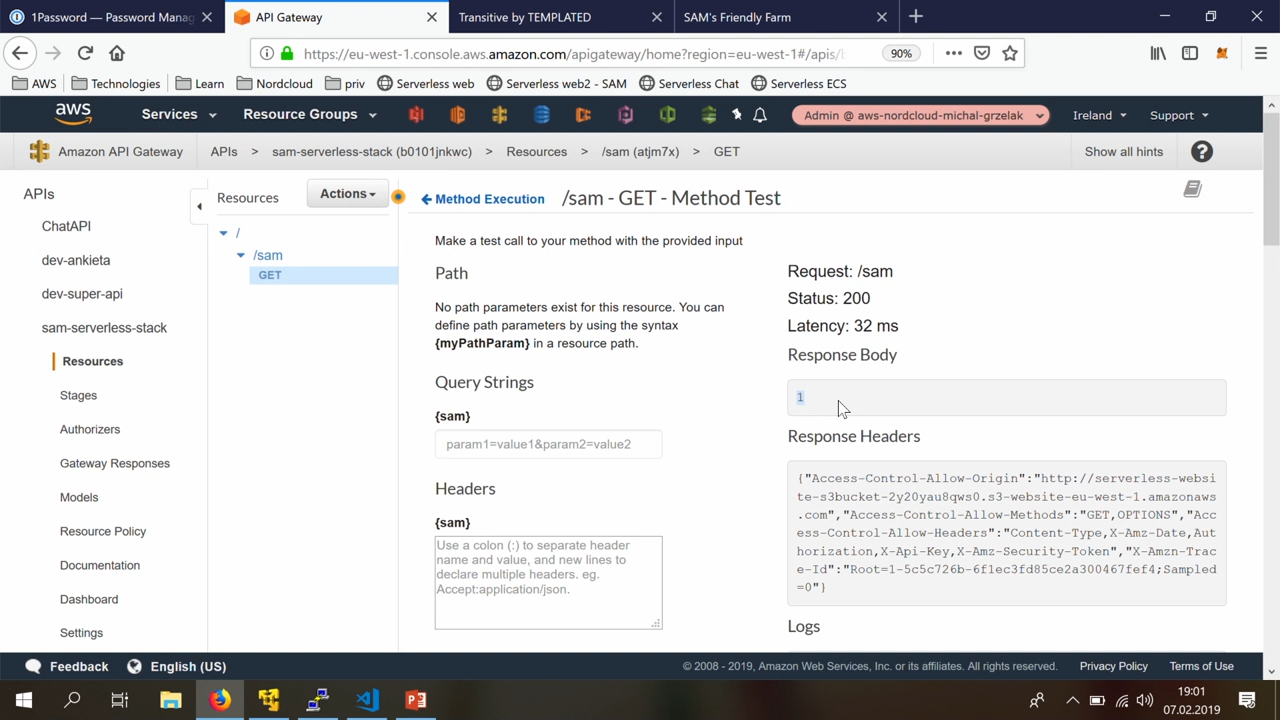 1Password — Password Manag
API Gateway
Transitive by TEMPLATED
SAM's Friendly Farm
https://eu-west-1.console.aws.amazon.com/apigateway/home?region=eu-west-1#/apis/
90%
AWS
Technologies
Learn
Nordcloud
priv
Serverless web
Serverless web2 - SAM
Serverless Chat
Serverless ECS
aws
Services
Resource Groups
Admin @ aws-nordcloud-michal-grzelak
Ireland
Support
Amazon API Gateway
APIs > sam-serverless-stack (b0101jnkwc) > Resources > /sam (atjm7x) > GET
Show all hints
?
APIs
ChatAPI
dev-ankieta
dev-super-api
sam-serverless-stack
Resources
Stages
Authorizers
Gateway Responses
Models
Resource Policy
Documentation
Dashboard
Settings
Resources
Actions
/
/sam
GET
Method Execution
/sam - GET - Method Test
Make a test call to your method with the provided input
Path
No path parameters exist for this resource. You can
define path parameters by using the syntax
{myPathParam} in a resource path.
Query Strings
{sam}
param1=value1&param2=value2
Headers
{sam}
Use a colon (:) to separate header
name and value, and new lines to
declare multiple headers. eg.
Accept:application/json.
Request: /sam
Status: 200
Latency: 32 ms
Response Body
1
Response Headers
{"Access-Control-Allow-Origin":"http://serverless-websi
te-s3bucket-2y20yau8qws0.s3-website-eu-west-1.amazonaws
.com","Access-Control-Allow-Methods":"GET,OPTIONS","Acc
ess-Control-Allow-Headers":"Content-Type,X-Amz-Date,Aut
horization,X-Api-Key,X-Amz-Security-Token","X-Amzn-Trac
e-Id":"Root=1-5c5c726b-6f1ec3fd85ce2a300467fef4;Sampled
=0"}
Logs
Feedback
English (US)
© 2008 - 2019, Amazon Web Services, Inc. or its affiliates. All rights reserved.
Privacy Policy
Terms of Use
19:01
07.02.2019